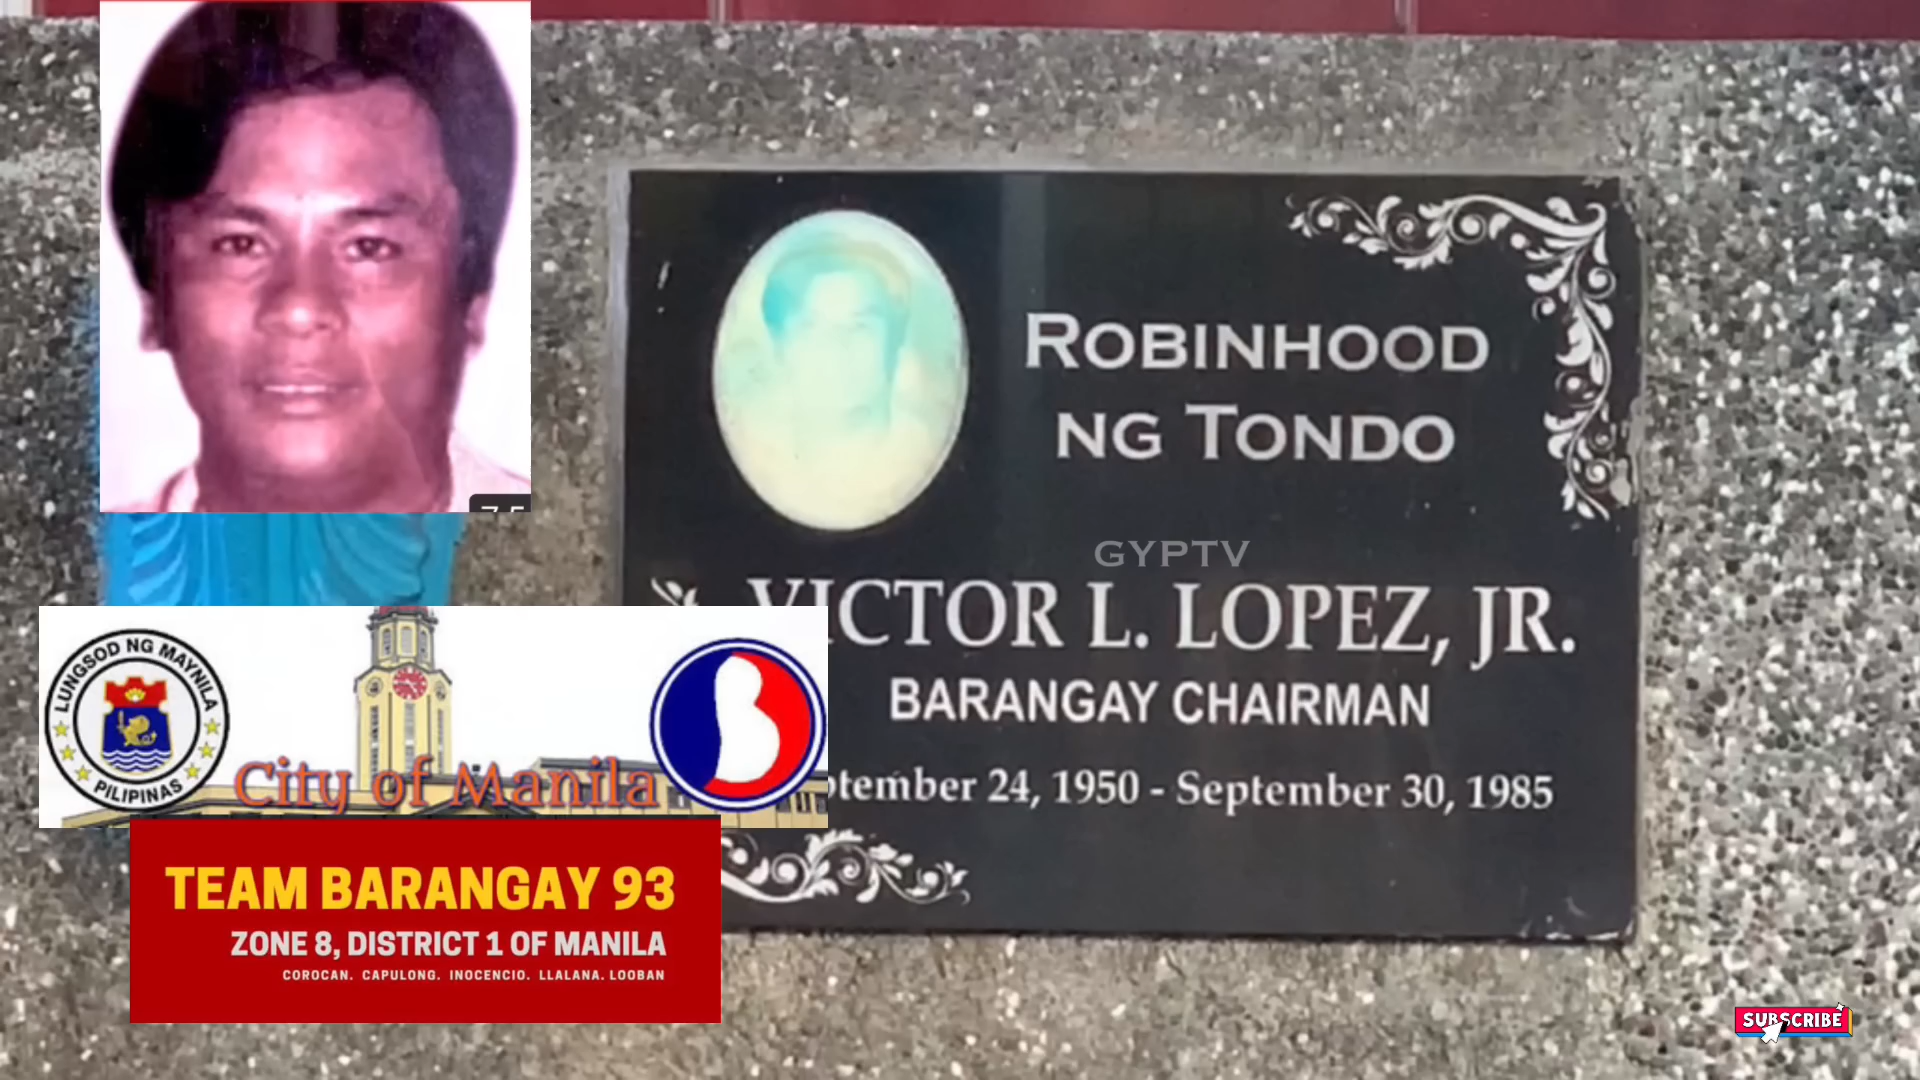 ROBINHOOD
NG TONDO
GYPTV
VICTOR L. LOPEZ, JR.
BARANGAY CHAIRMAN
ptember 24, 1950 - September 30, 1985
LUNGSOD NG MAYNILA
PILIPINAS
City of Manila
TEAM BARANGAY 93
ZONE 8, DISTRICT 1 OF MANILA
COROCAN. CAPULONG. INOCENCIO. LLALANA. LOOBAN
SUBSCRIBE